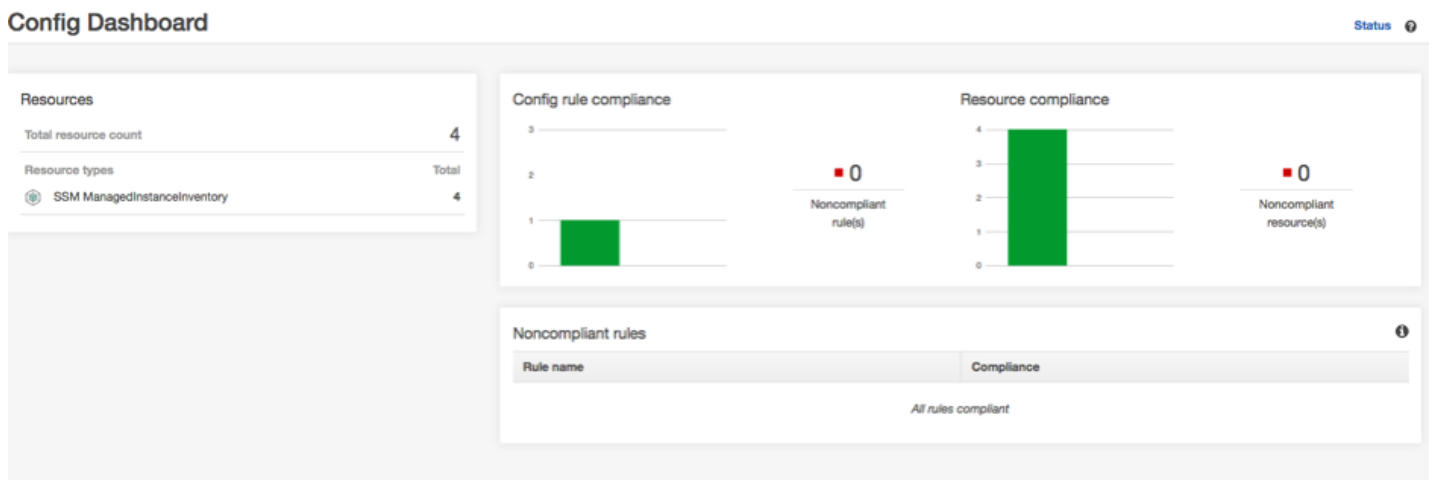 Config Dashboard
Status
Resources
Total resource count 4
Resource types Total
SSM ManagedInstanceInventory 4
Config rule compliance
3
2
1
0
0
Noncompliant
rule(s)
Resource compliance
4
3
2
1
0
0
Noncompliant
resource(s)
Noncompliant rules
Rule name Compliance
All rules compliant